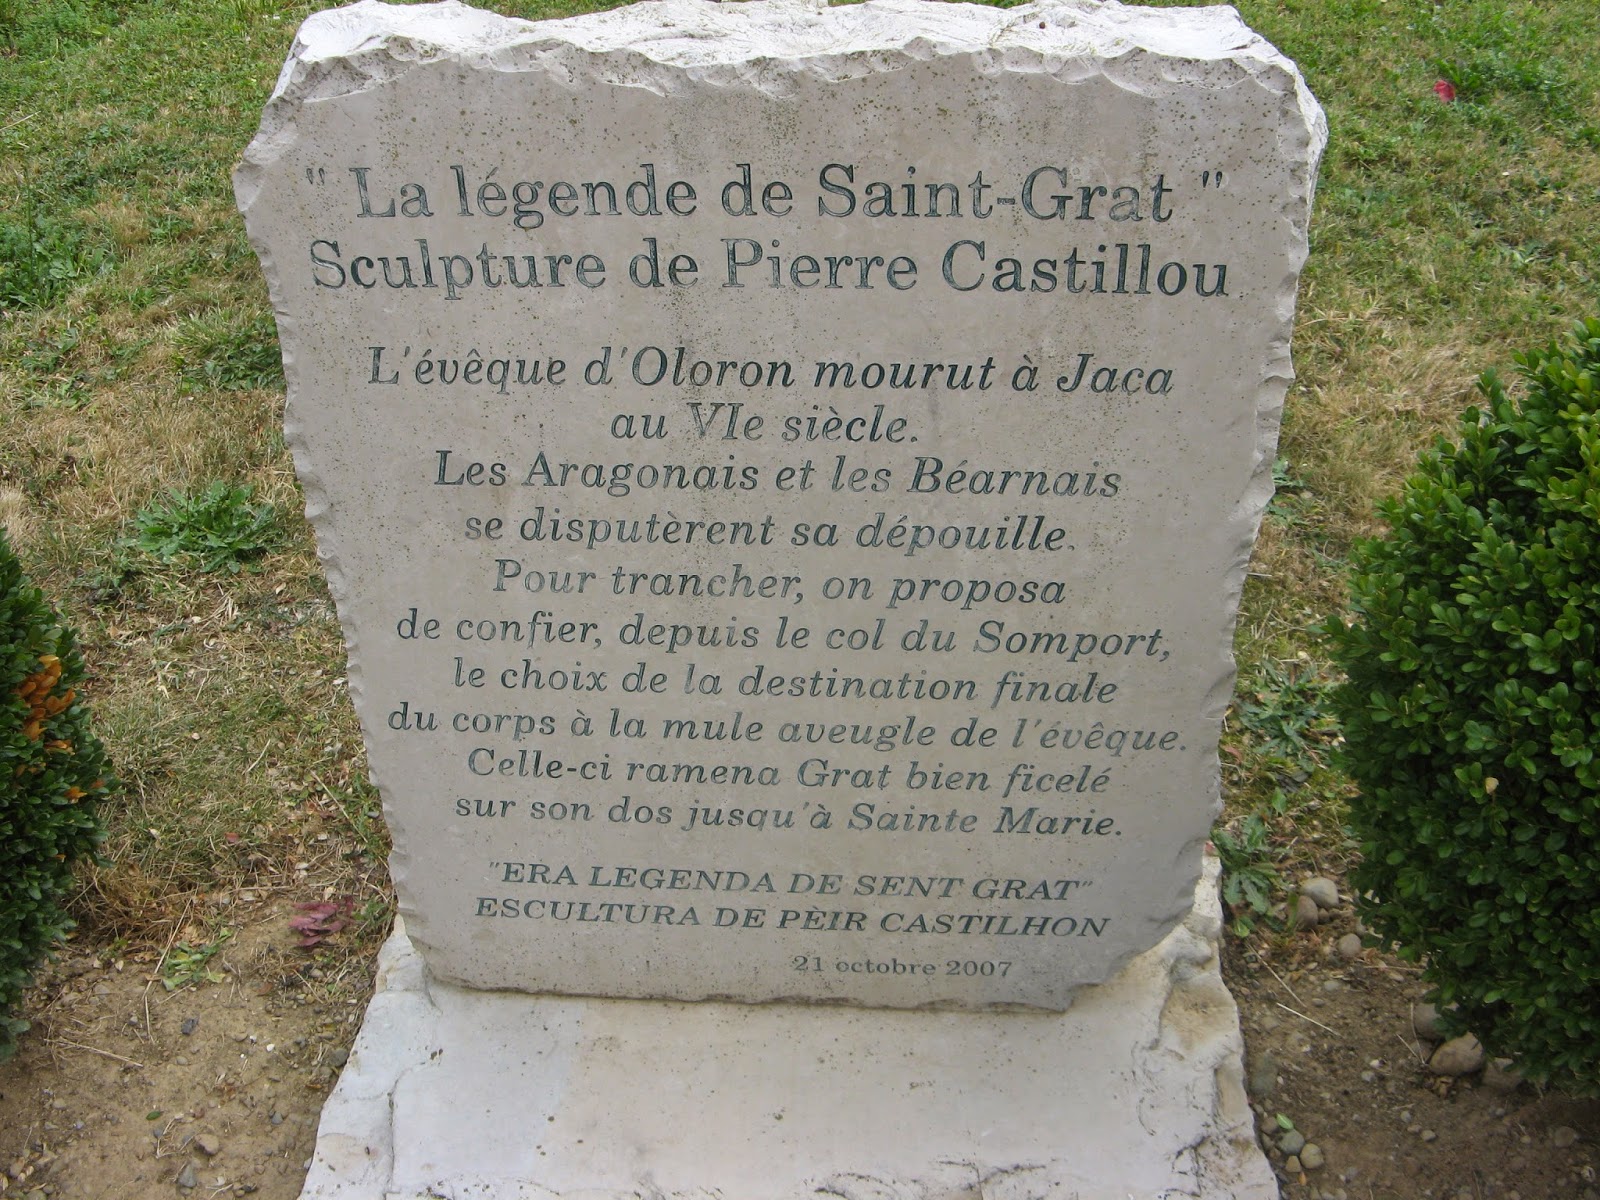 " La légende de Saint-Grat "
Sculpture de Pierre Castillou
L'évêque d'Oloron mourut à Jaca
au VIe siècle.
Les Aragonais et les Béarnais
se disputèrent sa dépouille.
Pour trancher, on proposa
de confier, depuis le col du Somport,
le choix de la destination finale
du corps à la mule aveugle de l'évêque.
Celle-ci ramena Grat bien ficelé
sur son dos jusqu'à Sainte Marie.
"ERA LEGENDA DE SENT GRAT"
ESCULTURA DE PÈIR CASTILHON
21 octobre 2007